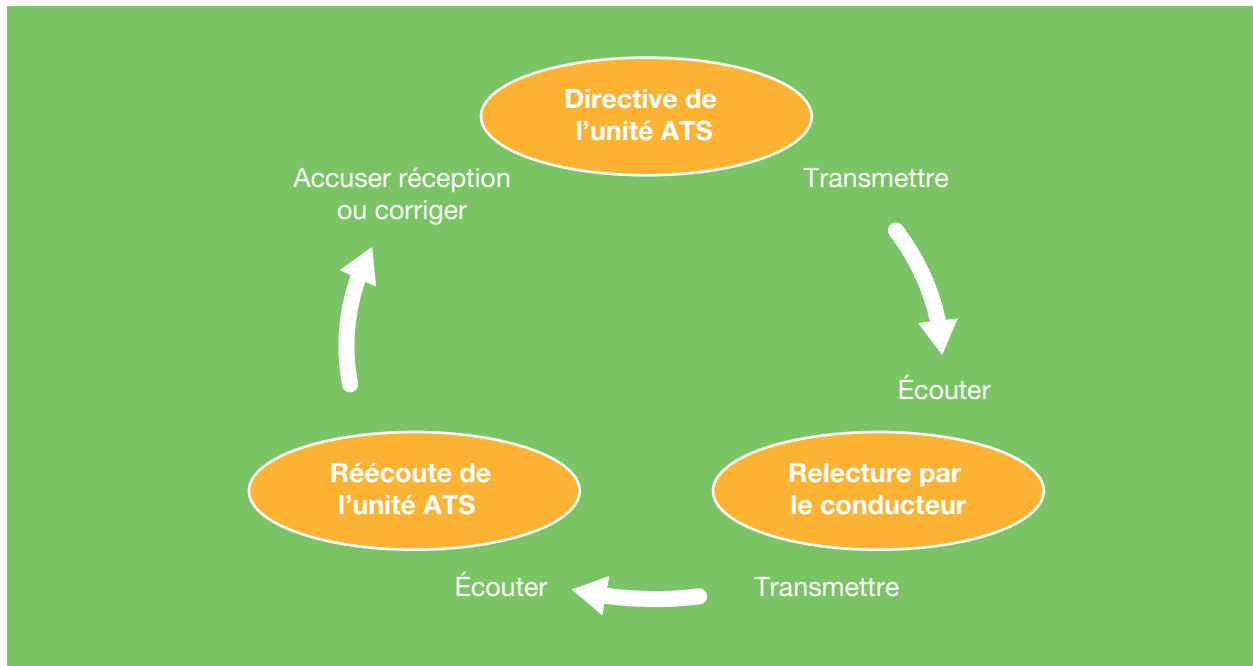 Directive de
l’unité ATS
Accuser réception
ou corriger
Transmettre
Écouter
Réécoute de
l’unité ATS
Relecture par
le conducteur
Écouter
Transmettre